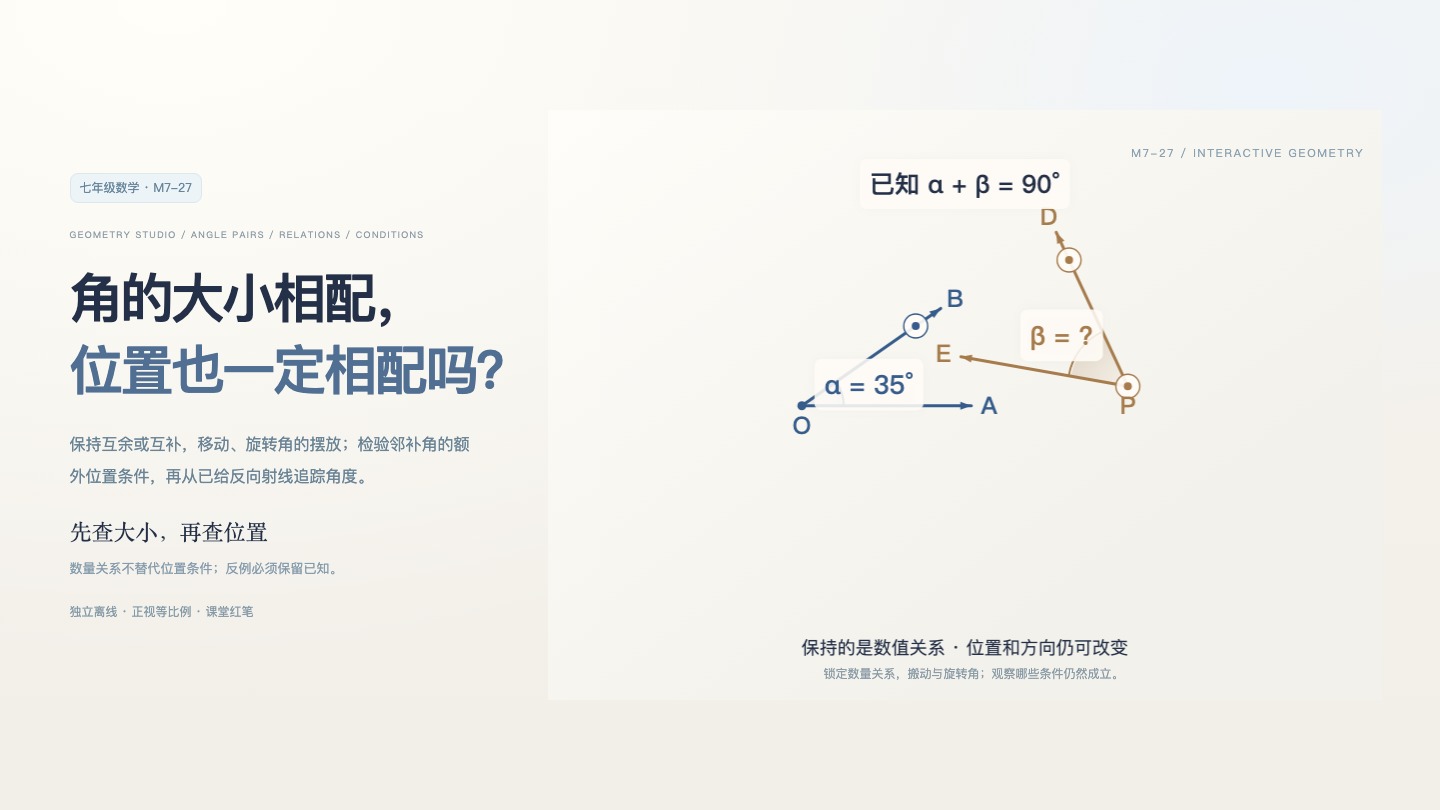 七年级数学 · M7–27
GEOMETRY STUDIO / ANGLE PAIRS / RELATIONS / CONDITIONS
角的大小相配，
位置也一定相配吗？
保持互余或互补，移动、旋转角的摆放；检验邻补角的额
外位置条件，再从已给反向射线追踪角度。
先查大小，再查位置
数量关系不替代位置条件；反例必须保留已知。
独立离线 · 正视等比例 · 课堂红笔
M7–27 / INTERACTIVE GEOMETRY
已知 α + β = 90°
D
B
β = ?
E
α = 35°
A
P
O
保持的是数值关系 · 位置和方向仍可改变
锁定数量关系，搬动与旋转角；观察哪些条件仍然成立。